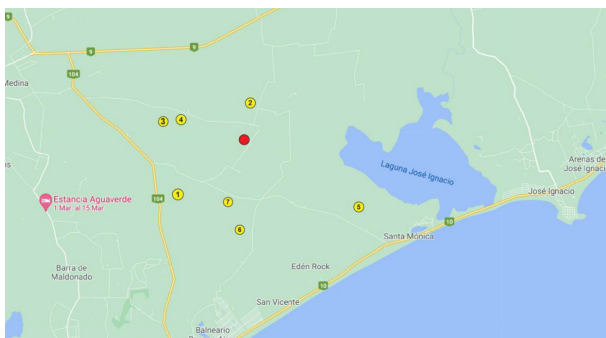 9
9
9
Medina
104
2
3
4
Laguna José Ignacio
Arenas de
José Ignacio
José Ignacio
1
104
Estancia Aguaverde
1 Mar. al 15 Mar
7
5
6
10
Santa Mónica
Barra de
Maldonado
Edén Rock
10
San Vicente
Balneario